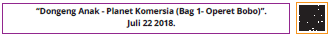 “Dongeng Anak - Planet Komersia (Bag 1- Operet Bobo)”.
Juli 22 2018.